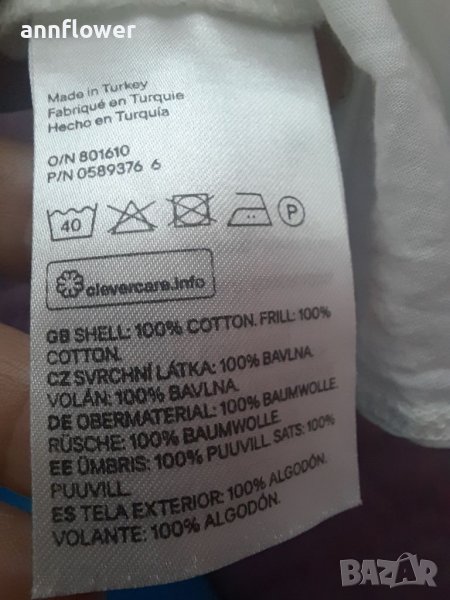 annflower
Made in Turkey
Fabriqué en Turquie
Hecho en Turquía
O/N 801610
P/N 0589376 6
40
P
clevercare.info
GB SHELL: 100% COTTON. FRILL: 100%
COTTON.
CZ SVRCHNÍ LÁTKA: 100% BAVLNA.
VOLÁN: 100% BAVLNA.
DE OBERMATERIAL: 100% BAUMWOLLE.
RÜSCHE: 100% BAUMWOLLE.
EE ÜMBRIS: 100% PUUVILL. SATS: 100%
PUUVILL.
ES TELA EXTERIOR: 100% ALGODÓN.
VOLANTE: 100% ALGODÓN.
BAZAR